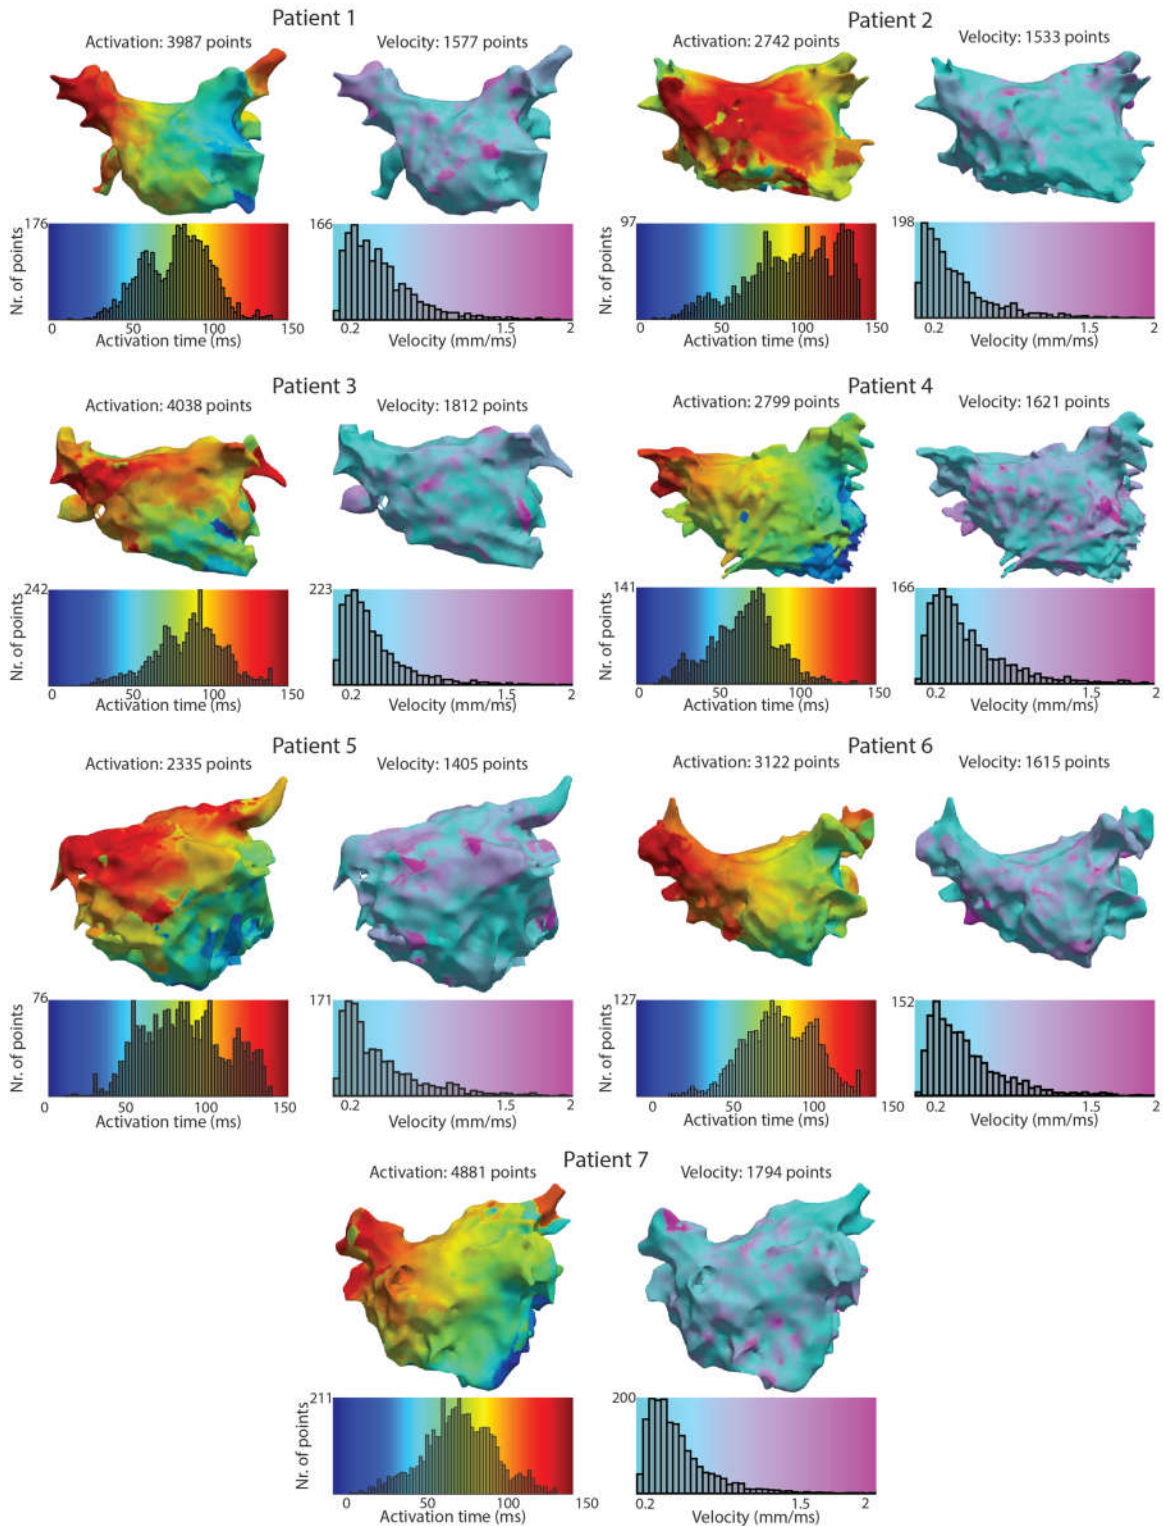 Patient 1
Activation: 3987 points
Velocity: 1577 points
Patient 2
Activation: 2742 points
Velocity: 1533 points
Nr. of points
176
0 50 100 150
Activation time (ms)
166
0.2 1.5 2
Velocity (mm/ms)
Nr. of points
97
0 50 100 150
Activation time (ms)
198
0.2 1.5 2
Velocity (mm/ms)
Patient 3
Activation: 4038 points
Velocity: 1812 points
Patient 4
Activation: 2799 points
Velocity: 1621 points
Nr. of points
242
0 50 100 150
Activation time (ms)
223
0.2 1.5 2
Velocity (mm/ms)
Nr. of points
141
0 50 100 150
Activation time (ms)
166
0.2 1.5 2
Velocity (mm/ms)
Patient 5
Activation: 2335 points
Velocity: 1405 points
Patient 6
Activation: 3122 points
Velocity: 1615 points
Nr. of points
76
0 50 100 150
Activation time (ms)
171
0.2 1.5 2
Velocity (mm/ms)
Nr. of points
127
0 50 100 150
Activation time (ms)
152
0.2 1.5 2
Velocity (mm/ms)
Patient 7
Activation: 4881 points
Velocity: 1794 points
Nr. of points
211
0 50 100 150
Activation time (ms)
200
0.2 1.5 2
Velocity (mm/ms)